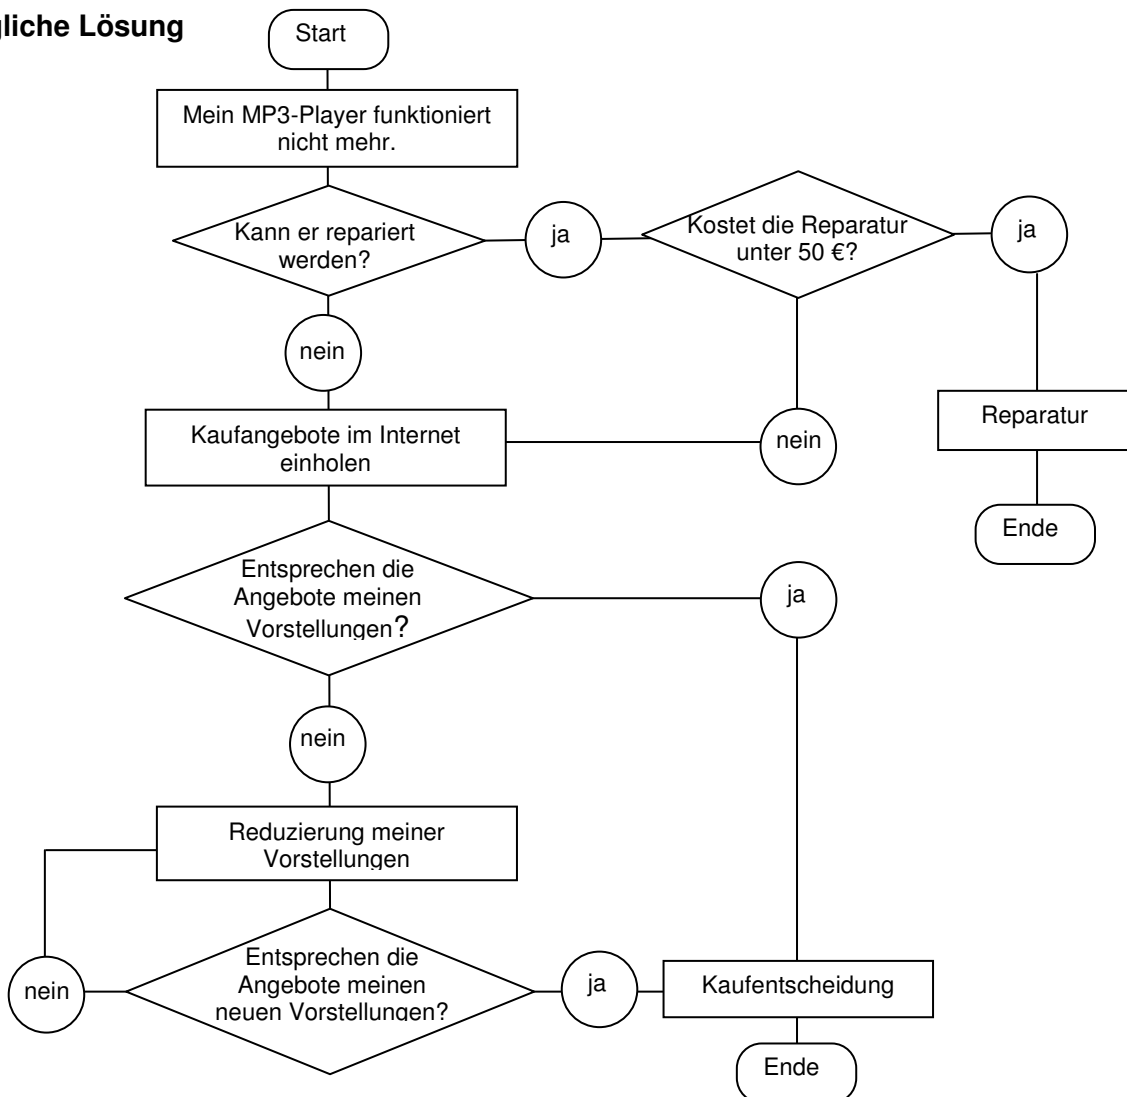 gliche Lösung
Start
Mein MP3-Player funktioniert
nicht mehr.
Kann er repariert
werden?
ja
Kostet die Reparatur
unter 50 €?
ja
nein
Kaufangebote im Internet
einholen
nein
Reparatur
Ende
Entsprechen die
Angebote meinen
Vorstellungen?
ja
nein
Reduzierung meiner
Vorstellungen
Entsprechen die
Angebote meinen
neuen Vorstellungen?
nein
ja
Kaufentscheidung
Ende